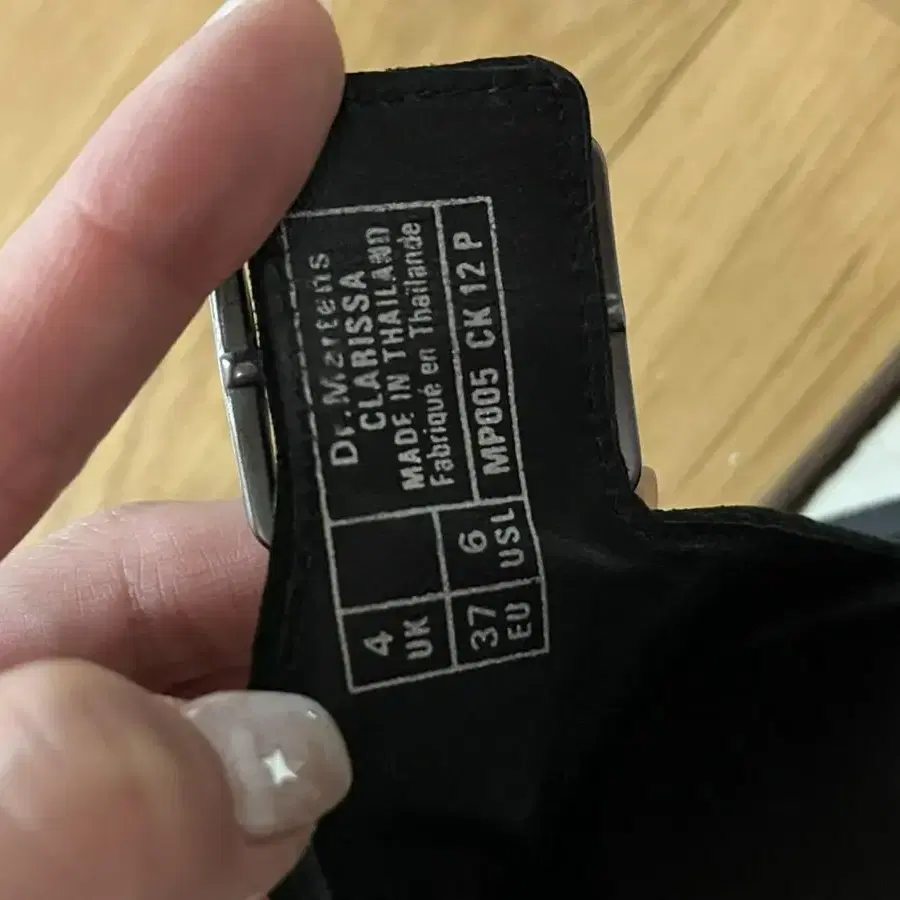 Dr.Martens
CLARISSA
MADE IN THAILAND
Fabriqué en Thaïlande
MP005 CK 12 P
6
USL
4
UK
37
EU